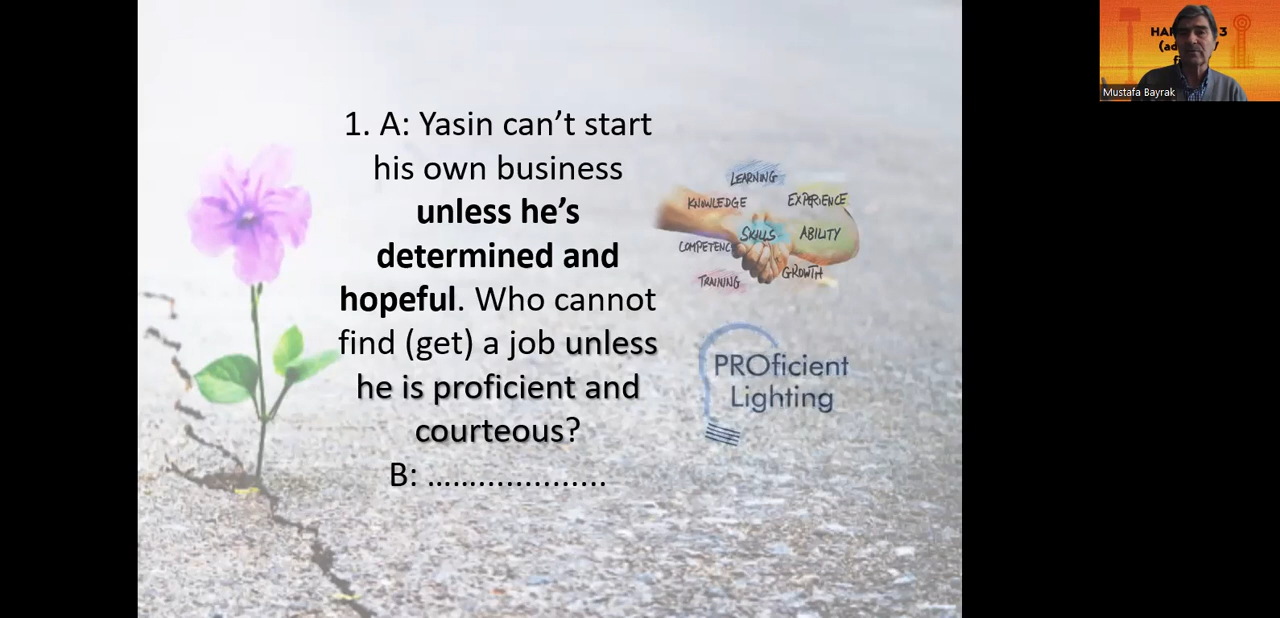 1. A: Yasin can’t start
his own business
unless he’s
determined and
hopeful. Who cannot
find (get) a job unless
he is proficient and
courteous?
B: ......................
LEARNING
KNOWLEDGE
EXPERIENCE
SKILLS
ABILITY
TRAINING
GROWTH
PROficient
Lighting
3
Mustafa Bayrak